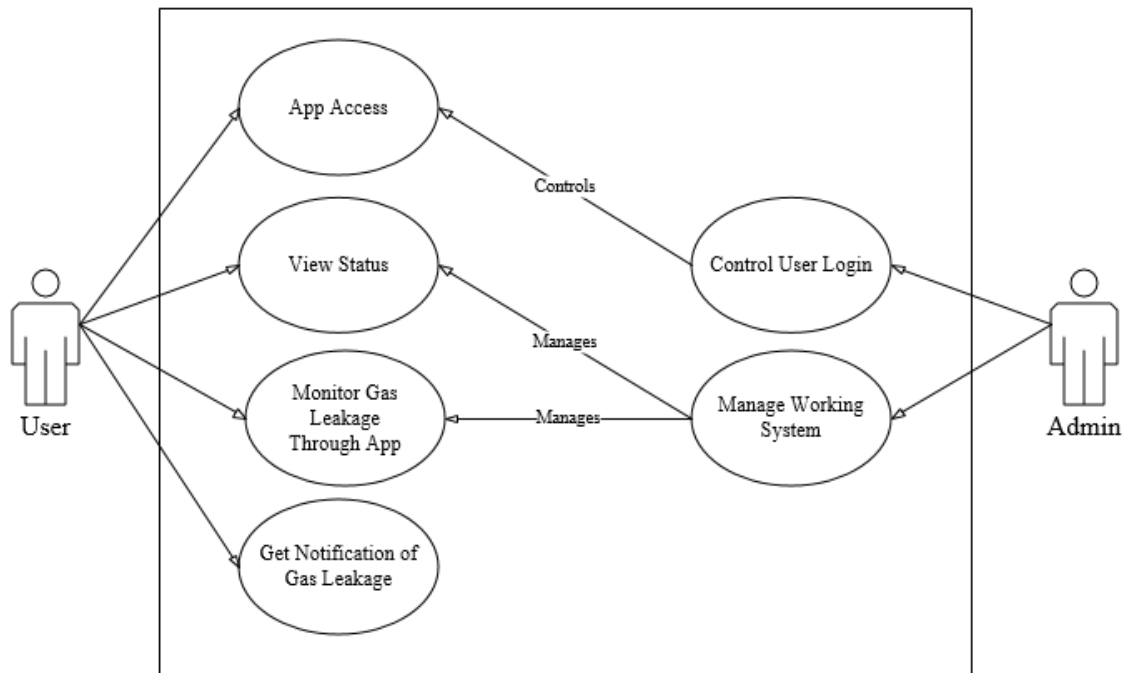 App Access
Controls
View Status
Control User Login
Manages
Monitor Gas
Leakage
Through App
Manages
Manage Working
System
User
Admin
Get Notification of
Gas Leakage